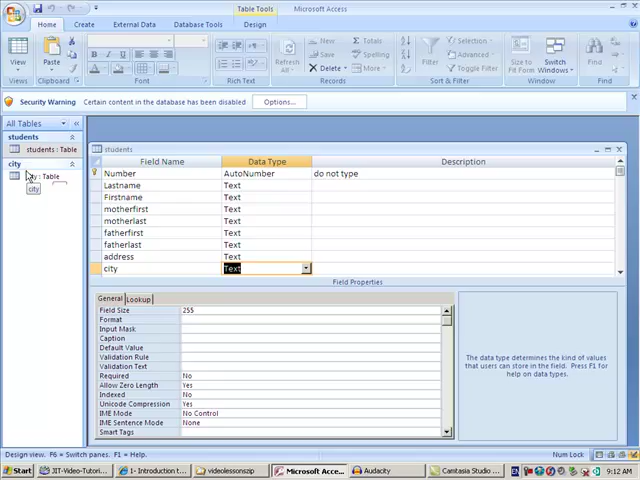 Table Tools
Microsoft Access
Home Create External Data Database Tools Design
View
Paste
B I U
New Save Delete
Totals Spelling More
Refresh All
Selection Advanced Toggle Filter
Size to Fit Form
Switch Windows
Find
Views Clipboard Font Rich Text Records Sort & Filter Window Find
Security Warning Certain content in the database has been disabled Options...
All Tables
students
students : Table
city
: Table
city
students
Field Name Data Type Description
Number AutoNumber do not type
Lastname Text
Firstname Text
motherfirst Text
motherlast Text
fatherfirst Text
fatherlast Text
address Text
city Text
Field Properties
General Lookup
Field Size 255
Format
Input Mask
Caption
Default Value
Validation Rule
Validation Text
Required No
Allow Zero Length Yes
Indexed No
Unicode Compression Yes
IME Mode No Control
IME Sentence Mode None
Smart Tags
The data type determines the kind of values
that users can store in the field. Press F1 for
help on data types.
Design view. F6 = Switch panes. F1 = Help. Num Lock
Start JIT-Video-Tutori... 1- Introduction t... videolessonszip Microsoft Acces... Audacity Camtasia Studio ... EN 9:12 AM